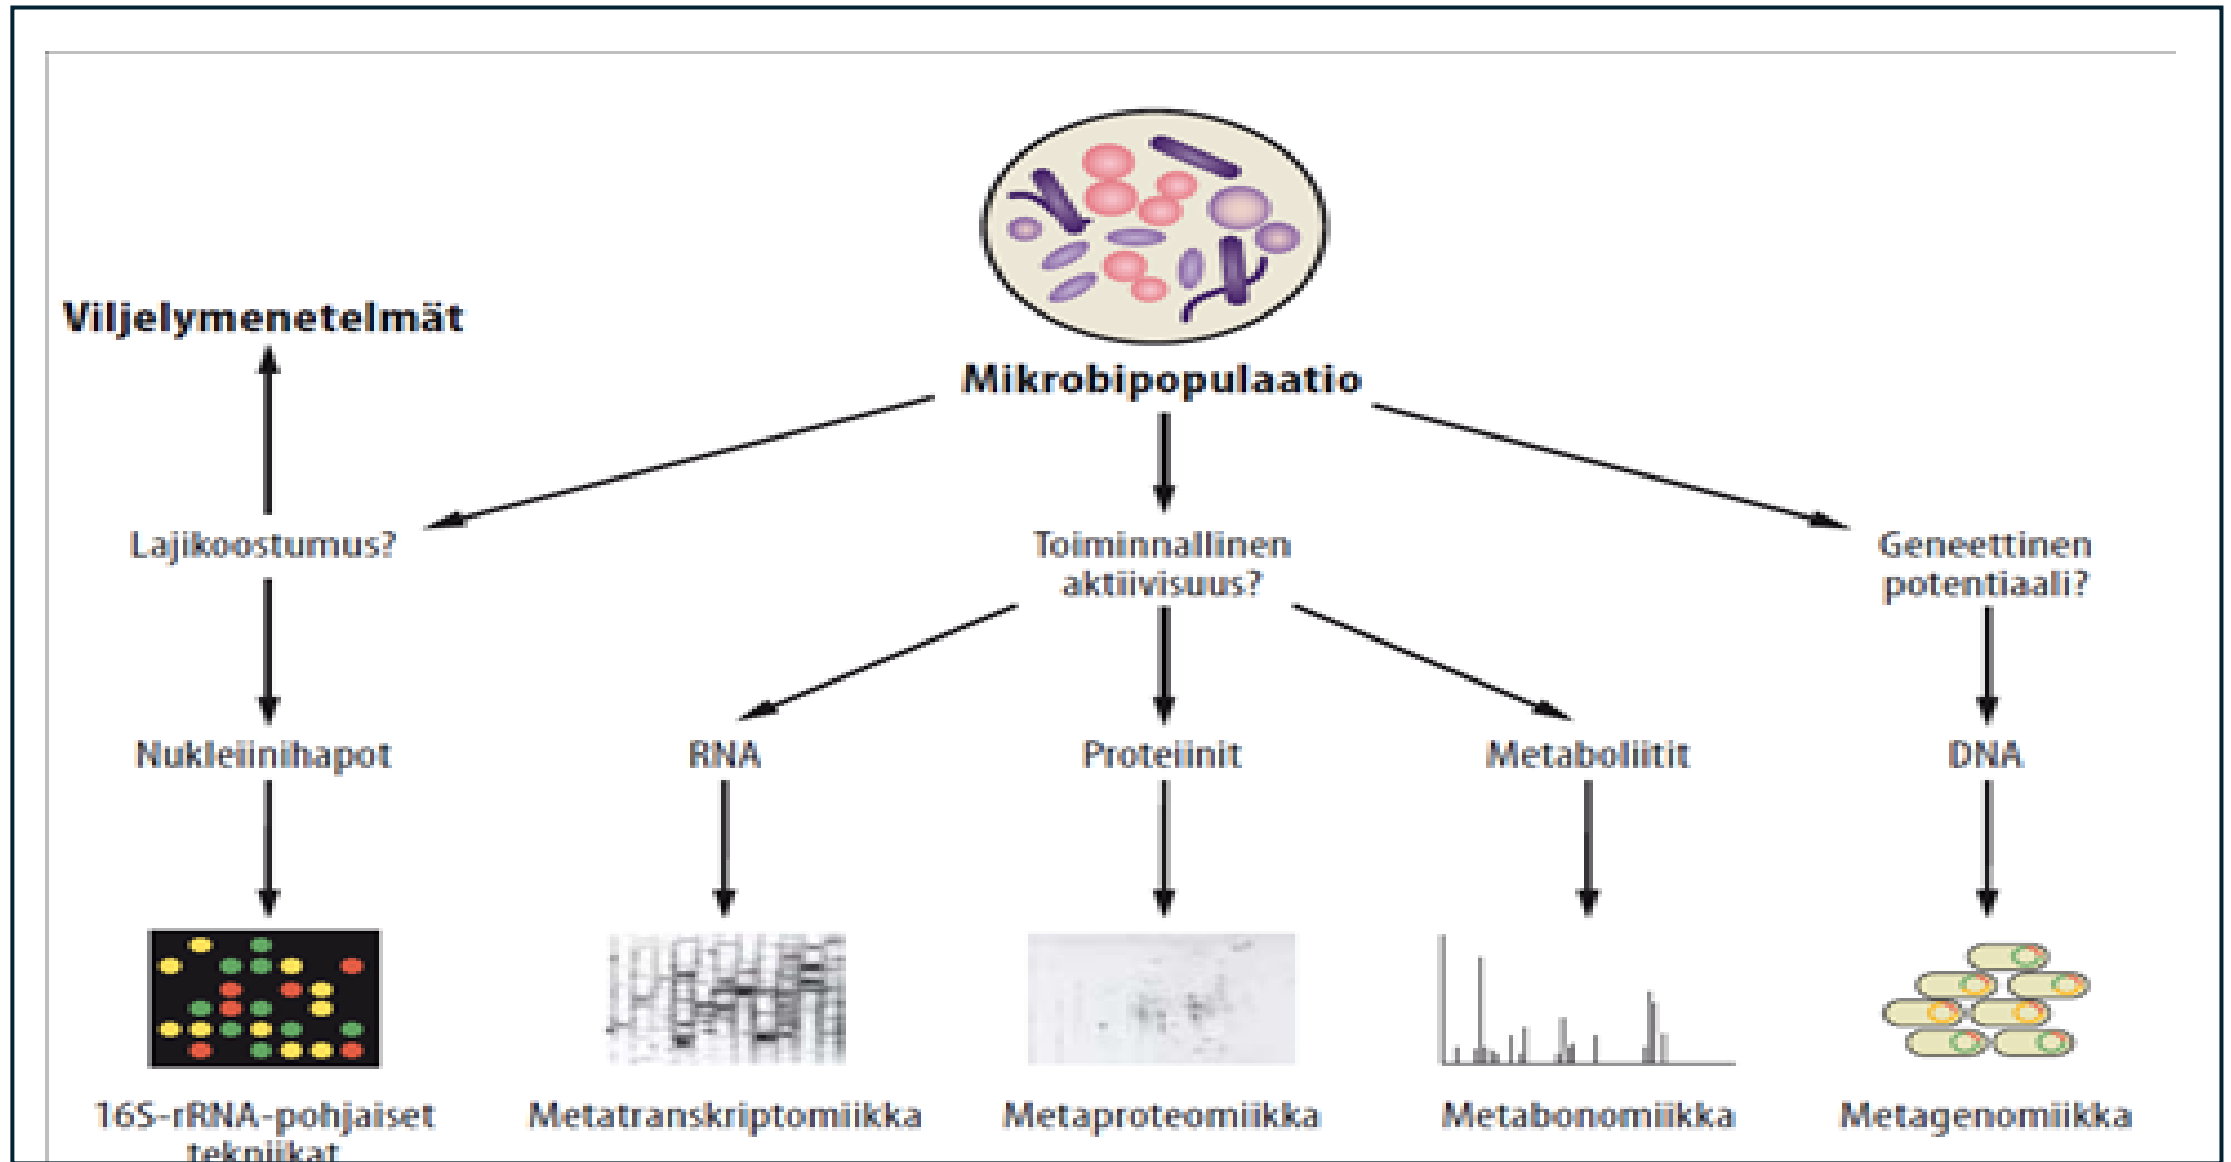 Viljelymenetelmät
Mikrobipopulaatio
Lajikoostumus?
Toiminnallinen
aktiivisuus?
Geneettinen
potentiaali?
Nukleiinihapot
RNA
Proteiinit
Metaboliitit
DNA
16S-rRNA-pohjaiset
tekniikat
Metatranskriptomiikka
Metaproteomiikka
Metabonomiikka
Metagenomiikka